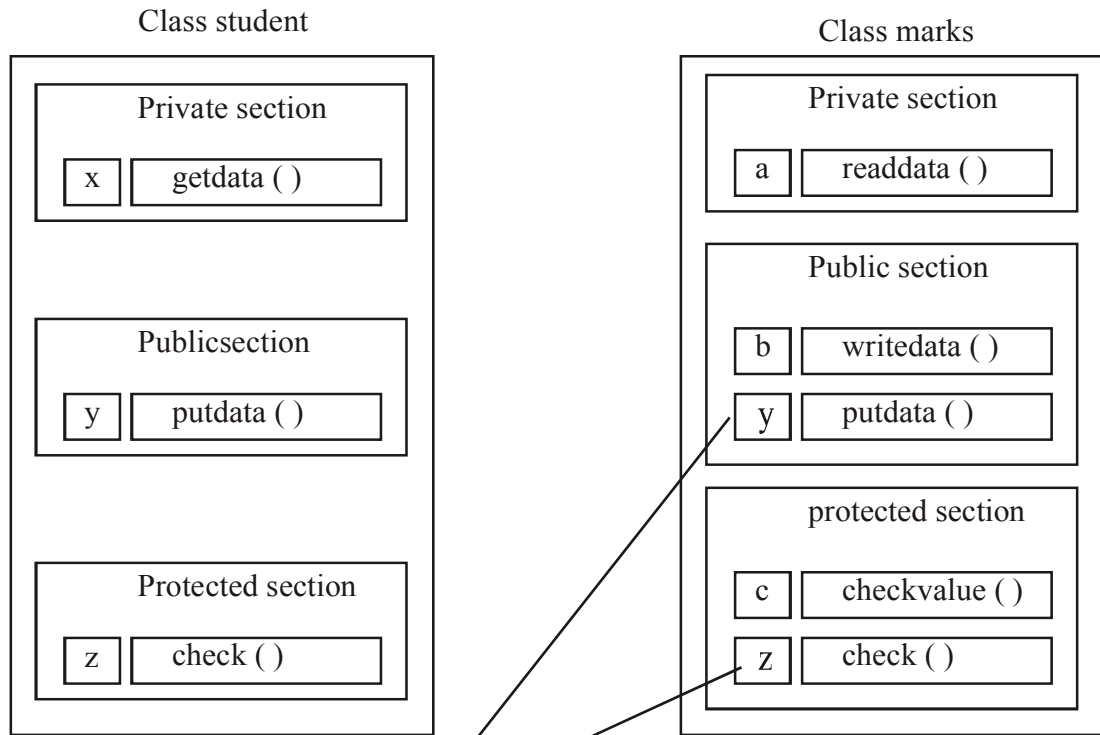 Class student
Private section
x getdata ( )
Publicsection
y putdata ( )
Protected section
z check ( )
Class marks
Private section
a readdata ( )
Public section
b writedata ( )
y putdata ( )
protected section
c checkvalue ( )
z check ( )